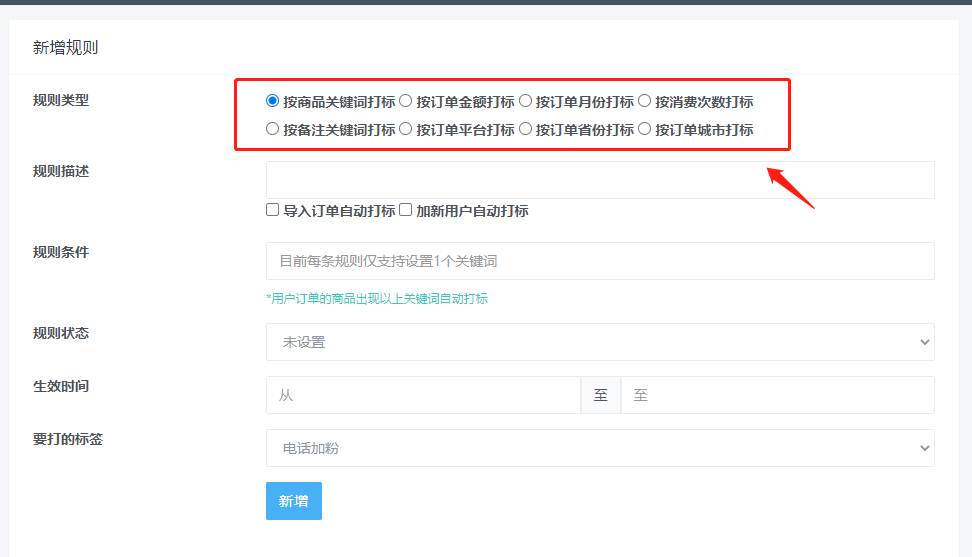 新增规则
规则类型
按商品关键词打标 按订单金额打标 按订单月份打标 按消费次数打标
按备注关键词打标 按订单平台打标 按订单省份打标 按订单城市打标
规则描述
导入订单自动打标 加新用户自动打标
规则条件
目前每条规则仅支持设置1个关键词
*用户订单的商品出现以上关键词自动打标
规则状态
未设置
生效时间
从 至 至
要打的标签
电话加粉
新增